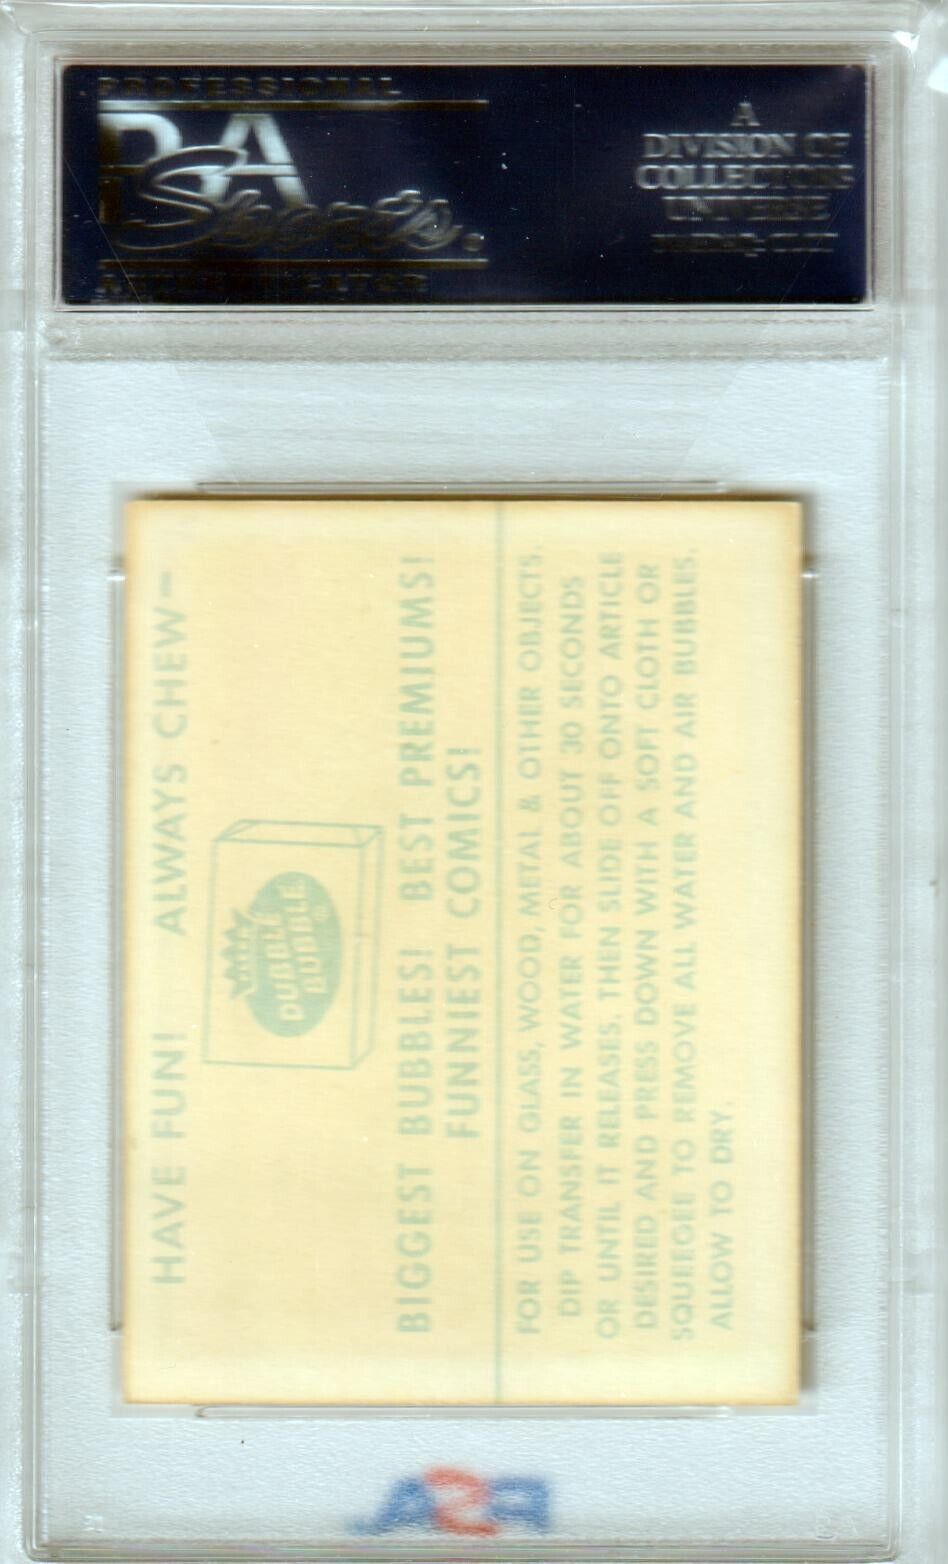 PROFESSIONAL
PSA
Sports
AUTHENTICATOR
A
DIVISION OF
COLLECTORS
UNIVERSE
NASDAQ: CLCT
HAVE FUN! ALWAYS CHEW—
FLEER
DUBBLE
BUBBLE
®
BIGGEST BUBBLES! BEST PREMIUMS!
FUNNIEST COMICS!
FOR USE ON GLASS, WOOD, METAL & OTHER OBJECTS.
DIP TRANSFER IN WATER FOR ABOUT 30 SECONDS
OR UNTIL IT RELEASES. THEN SLIDE OFF ONTO ARTICLE
DESIRED AND PRESS DOWN WITH A SOFT CLOTH OR
SQUEEGEE TO REMOVE ALL WATER AND AIR BUBBLES.
ALLOW TO DRY.
PSA